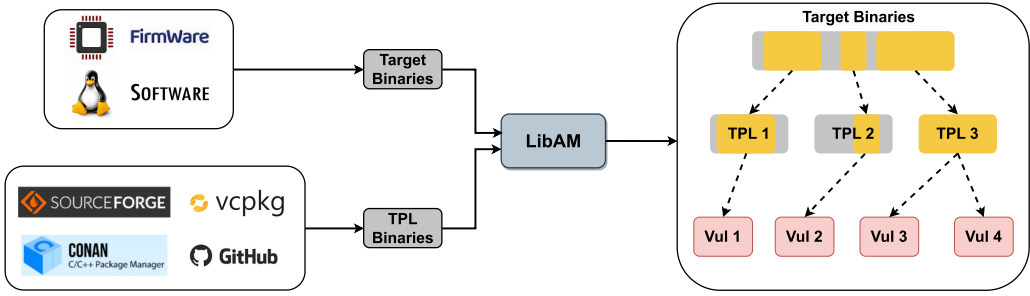 FirmWare
Software
SOURCEFORGE
vcpkg
CONAN
C/C++ Package Manager
GitHub
Target
Binaries
TPL
Binaries
LibAM
Target Binaries
TPL 1
TPL 2
TPL 3
Vul 1
Vul 2
Vul 3
Vul 4